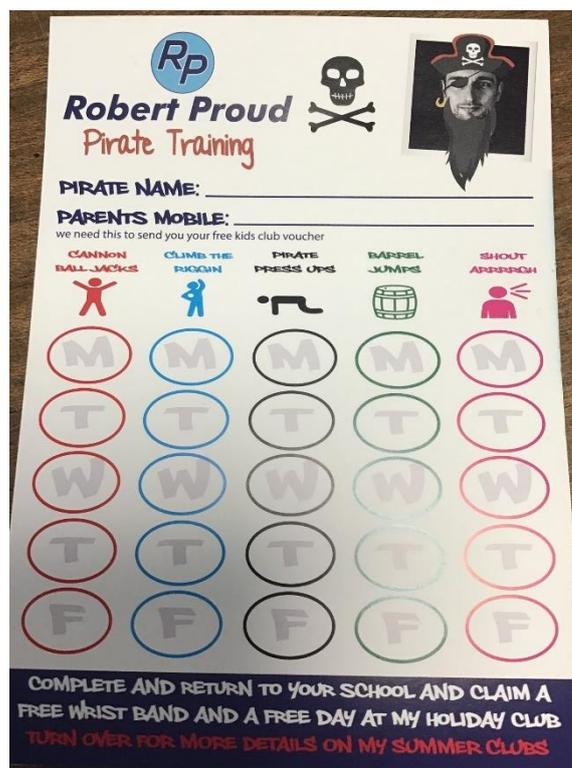 RP
Robert Proud
Pirate Training
PIRATE NAME:
PARENTS MOBILE:
we need this to send you your free kids club voucher
CANNON BALL JACKS
CLIMB THE RIGGIN
PIRATE PRESS UPS
BARREL JUMPS
SHOUT ARRRRGH
M M M M M
T T T T T
W W W W W
T T T T T
F F F F F
COMPLETE AND RETURN TO YOUR SCHOOL AND CLAIM A
FREE WRIST BAND AND A FREE DAY AT MY HOLIDAY CLUB
TURN OVER FOR MORE DETAILS ON MY SUMMER CLUBS